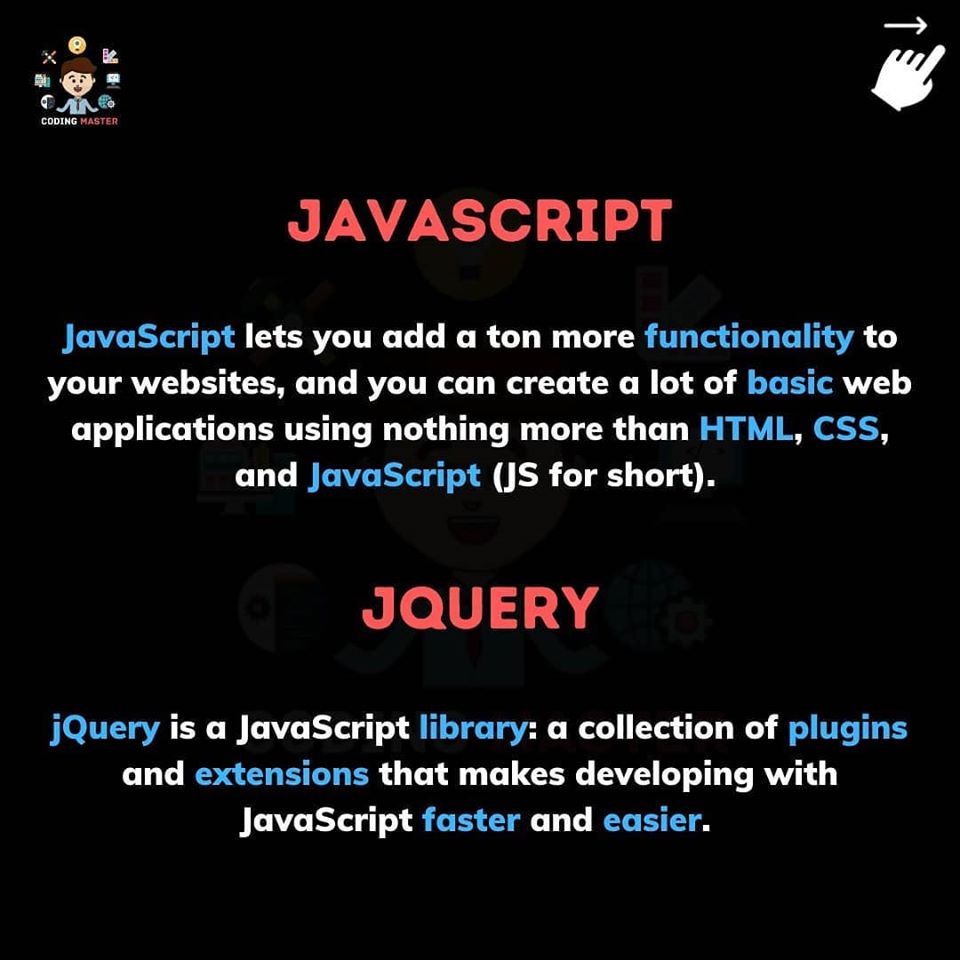 CODING MASTER
JAVASCRIPT
JavaScript lets you add a ton more functionality to
your websites, and you can create a lot of basic web
applications using nothing more than HTML, CSS,
and JavaScript (JS for short).
JQUERY
jQuery is a JavaScript library: a collection of plugins
and extensions that makes developing with
JavaScript faster and easier.